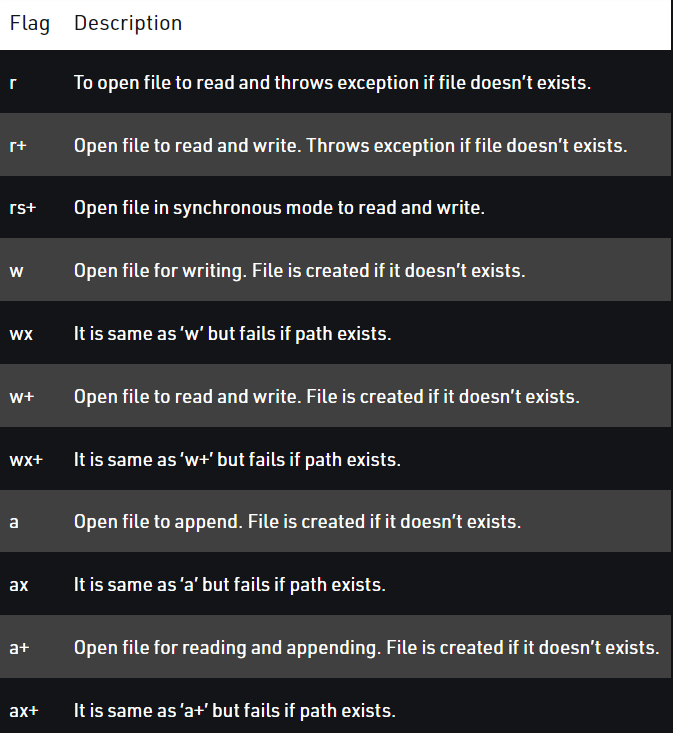 Flag Description
r To open file to read and throws exception if file doesn't exists.
r+ Open file to read and write. Throws exception if file doesn't exists.
rs+ Open file in synchronous mode to read and write.
w Open file for writing. File is created if it doesn't exists.
wx It is same as 'w' but fails if path exists.
w+ Open file to read and write. File is created if it doesn't exists.
wx+ It is same as 'w+' but fails if path exists.
a Open file to append. File is created if it doesn't exists.
ax It is same as 'a' but fails if path exists.
a+ Open file for reading and appending. File is created if it doesn't exists.
ax+ It is same as 'a+' but fails if path exists.